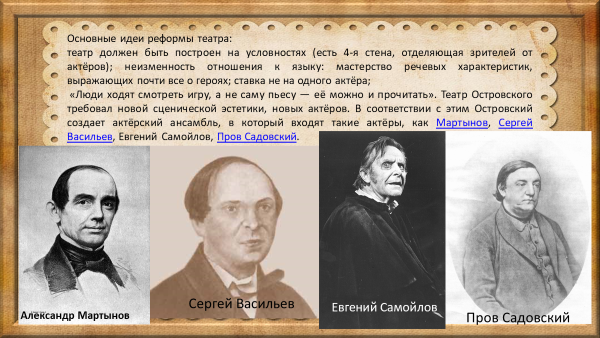 Основные идеи реформы театра:
театр должен быть построен на условностях (есть 4-я стена, отделяющая зрителей от
актёров); неизменность отношения к языку: мастерство речевых характеристик,
выражающих почти все о героях; ставка не на одного актёра;
«Люди ходят смотреть игру, а не саму пьесу — её можно и прочитать». Театр Островского
требовал новой сценической эстетики, новых актёров. В соответствии с этим Островский
создает актёрский ансамбль, в который входят такие актёры, как Мартынов, Сергей
Васильев, Евгений Самойлов, Пров Садовский.
Александр Мартынов
Сергей Васильев
Евгений Самойлов
Пров Садовский